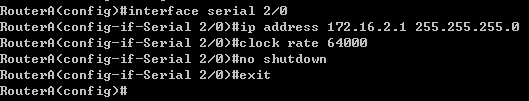 RouterA(config)#interface serial 2/0
RouterA(config-if-Serial 2/0)#ip address 172.16.2.1 255.255.255.0
RouterA(config-if-Serial 2/0)#clock rate 64000
RouterA(config-if-Serial 2/0)#no shutdown
RouterA(config-if-Serial 2/0)#exit
RouterA(config)#